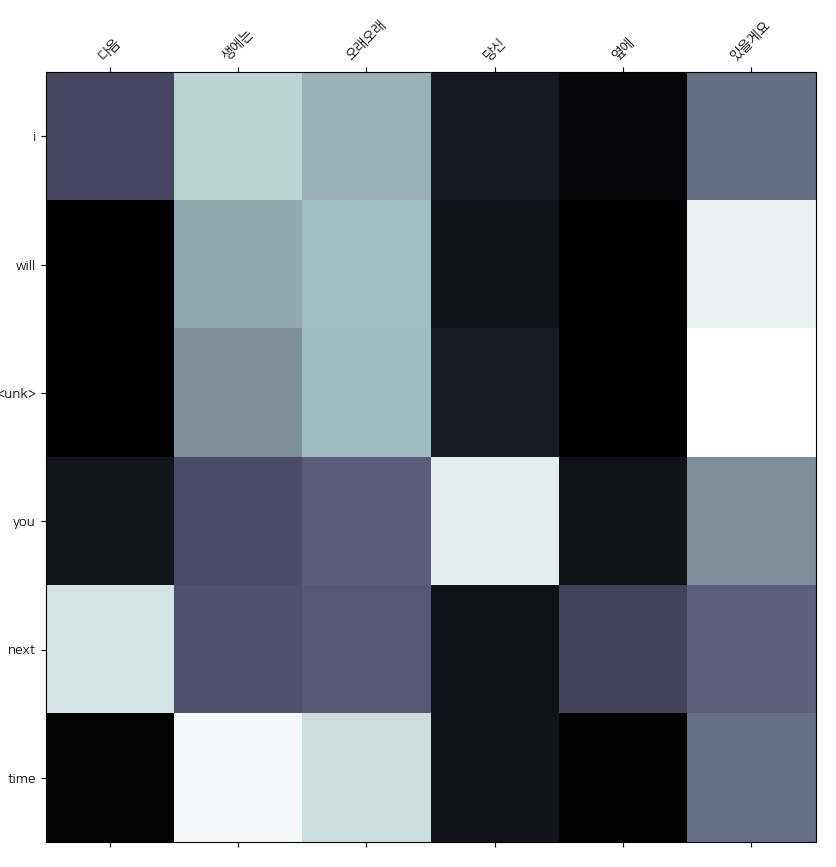 다음 생에는 오래오래 당신 옆에 있을게요
i
will
<unk>
you
next
time